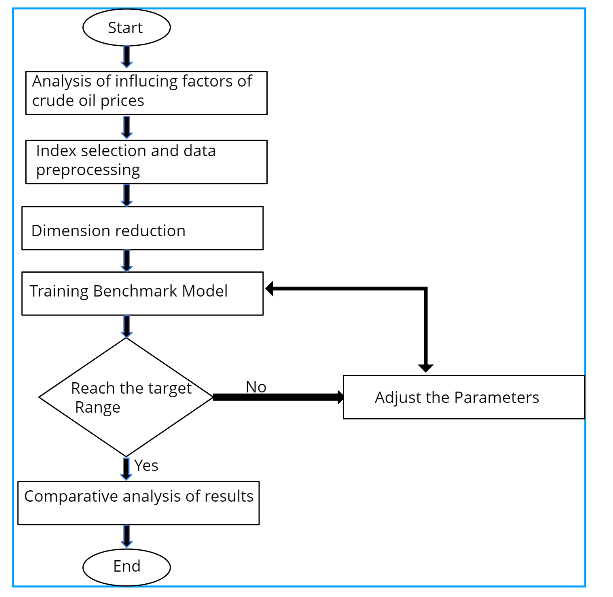 Start
Analysis of influcing factors of
crude oil prices
Index selection and data
preprocessing
Dimension reduction
Training Benchmark Model
Reach the target
Range
No
Adjust the Parameters
Yes
Comparative analysis of results
End